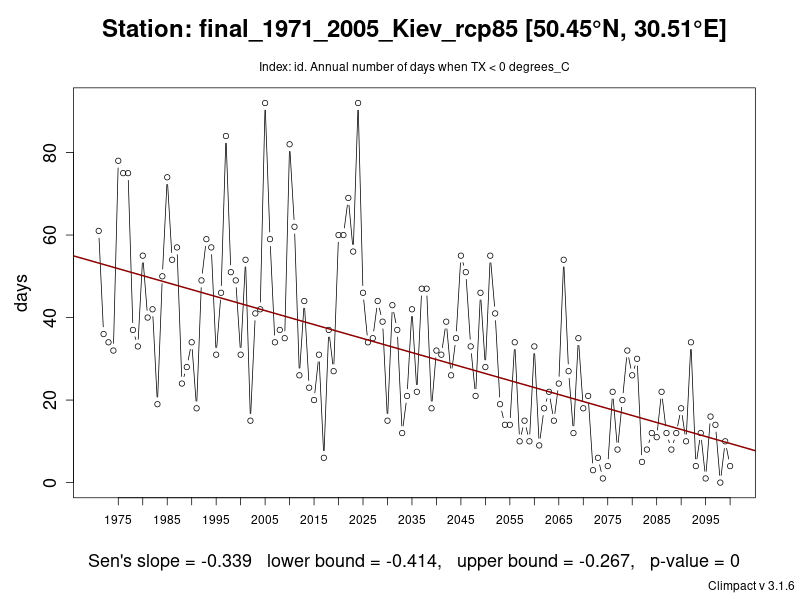 Station: final_1971_2005_Kiev_rcp85 [50.45°N, 30.51°E]
Index: id. Annual number of days when TX < 0 degrees_C
days
80
60
40
20
0
1975 1985 1995 2005 2015 2025 2035 2045 2055 2065 2075 2085 2095
Sen's slope = -0.339 lower bound = -0.414, upper bound = -0.267, p-value = 0
Climpact v 3.1.6